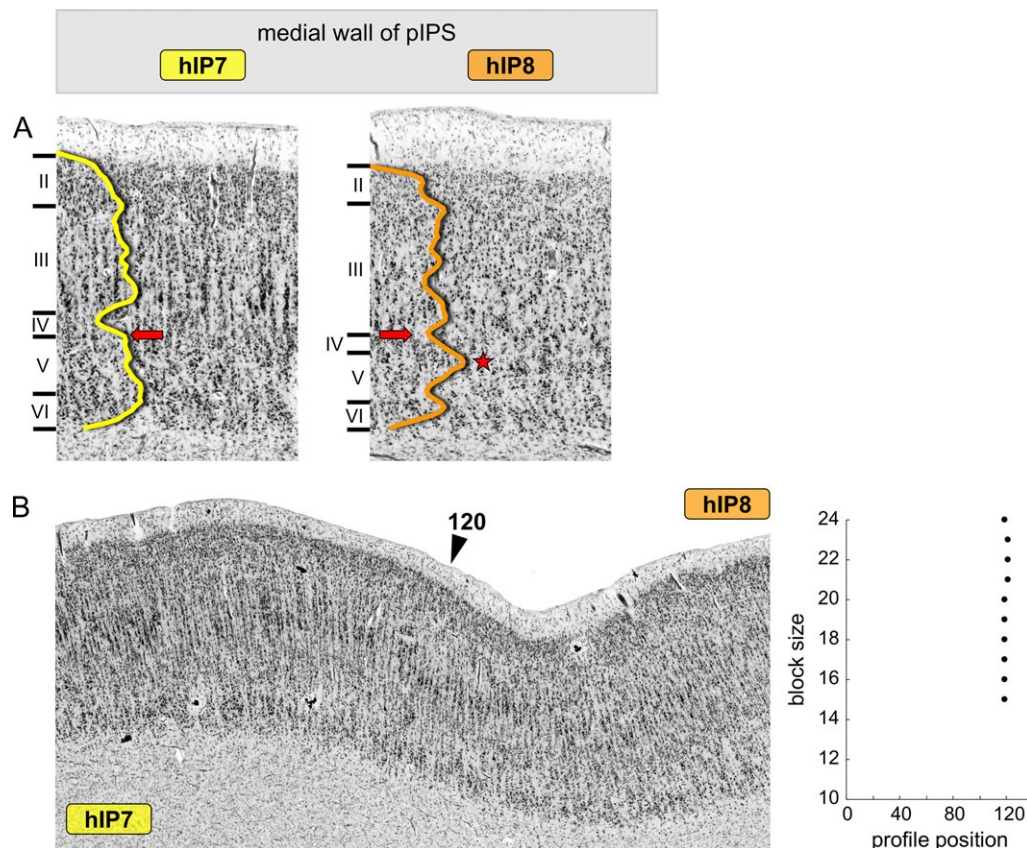 medial wall of pIPS
hIP7 hIP8
A
II
III
IV
V
VI
II
III
IV
V
VI
B
120
hIP8
hIP7
block size
24
22
20
18
16
14
12
10
0 40 80 120
profile position